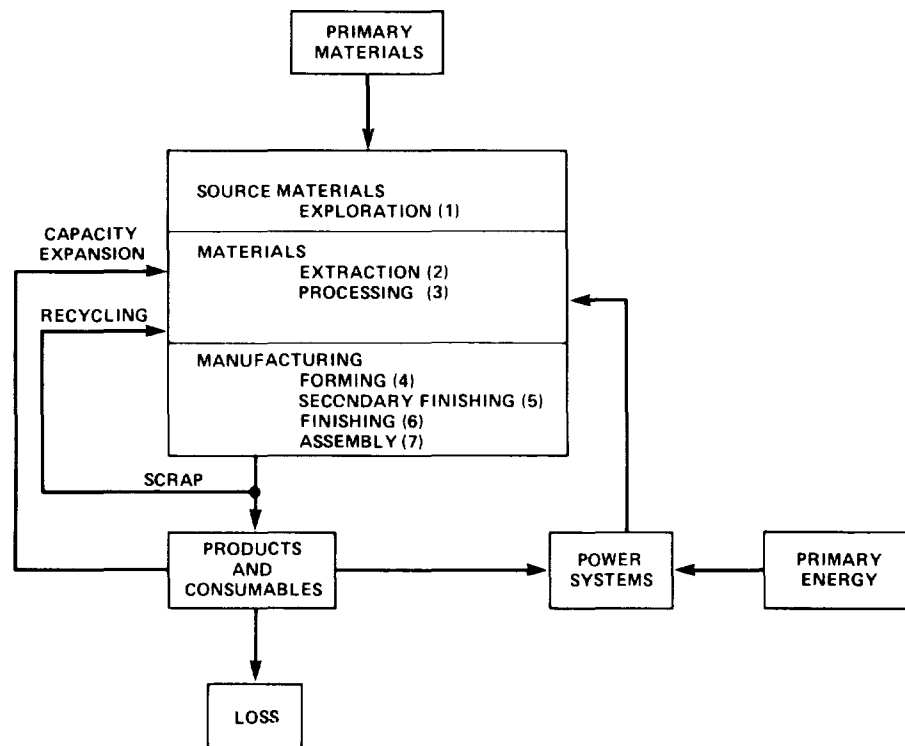 PRIMARY
MATERIALS
SOURCE MATERIALS
EXPLORATION (1)
CAPACITY
EXPANSION
MATERIALS
EXTRACTION (2)
PROCESSING (3)
RECYCLING
MANUFACTURING
FORMING (4)
SECONDARY FINISHING (5)
FINISHING (6)
ASSEMBLY (7)
SCRAP
PRODUCTS
AND
CONSUMABLES
POWER
SYSTEMS
PRIMARY
ENERGY
LOSS